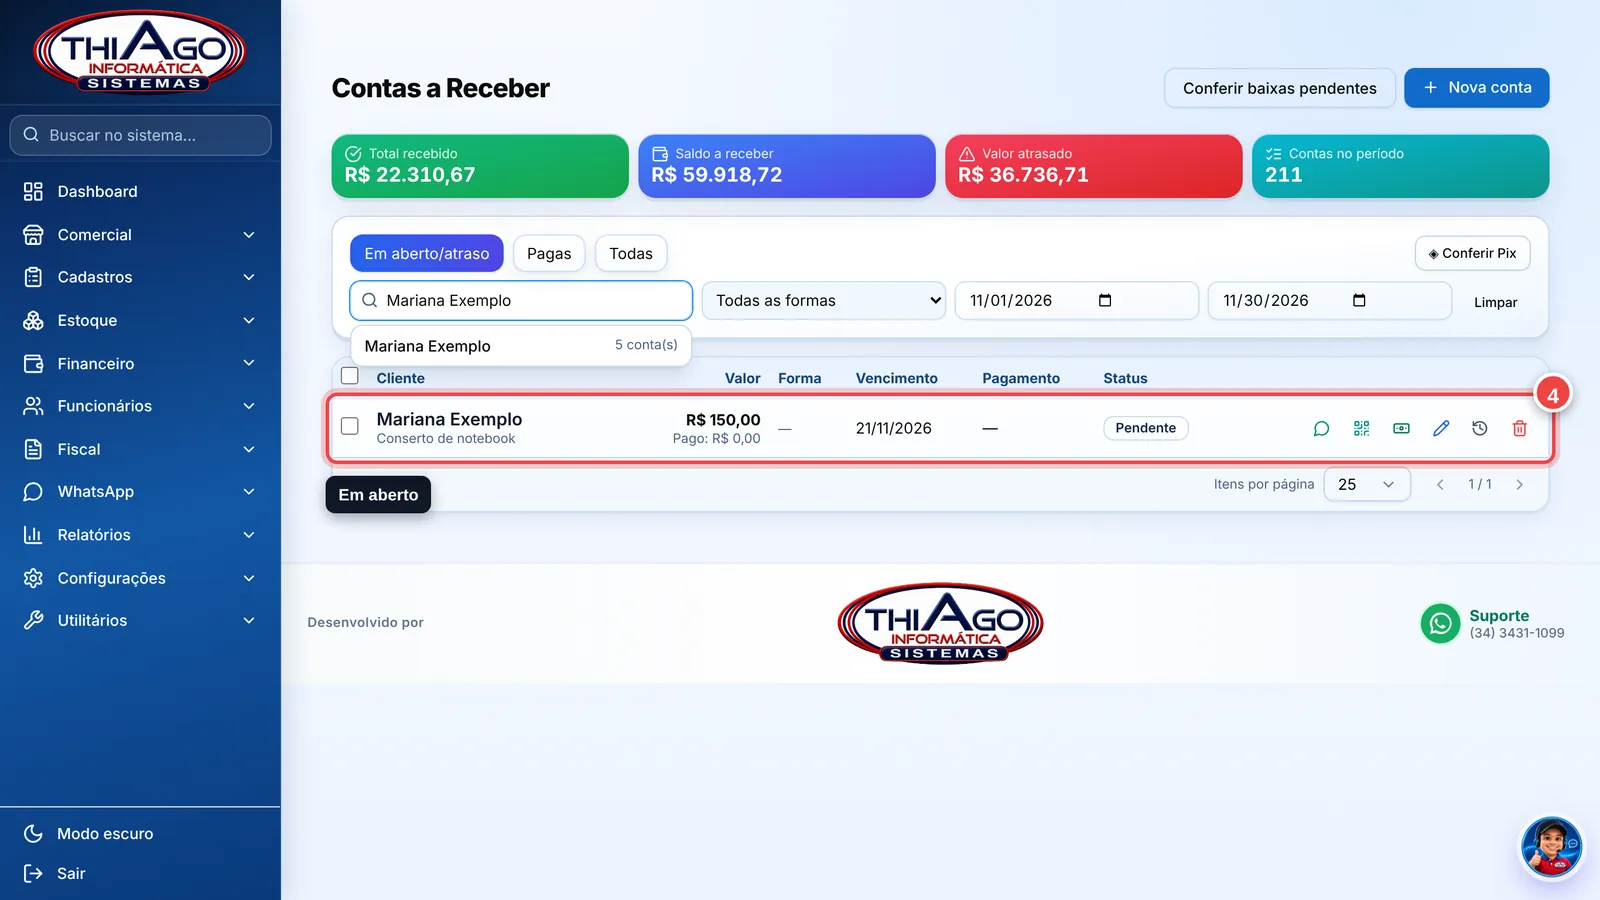 THIAGO
INFORMÁTICA
SISTEMAS
Buscar no sistema...
Dashboard
Comercial
Cadastros
Estoque
Financeiro
Funcionários
Fiscal
WhatsApp
Relatórios
Configurações
Utilitários
Modo escuro
Sair
Contas a Receber
Conferir baixas pendentes
+ Nova conta
Total recebido
R$ 22.310,67
Saldo a receber
R$ 59.918,72
Valor atrasado
R$ 36.736,71
Contas no período
211
Em aberto/atraso
Pagas
Todas
Conferir Pix
Mariana Exemplo
Todas as formas
11/01/2026
11/30/2026
Limpar
Mariana Exemplo 5 conta(s)
Cliente Valor Forma Vencimento Pagamento Status
4
Mariana Exemplo R$ 150,00 — 21/11/2026 — Pendente
Conserto de notebook Pago: R$ 0,00
Em aberto
Itens por página 25 1 / 1
Desenvolvido por
THIAGO
INFORMÁTICA
SISTEMAS
Suporte
(34) 3431-1099